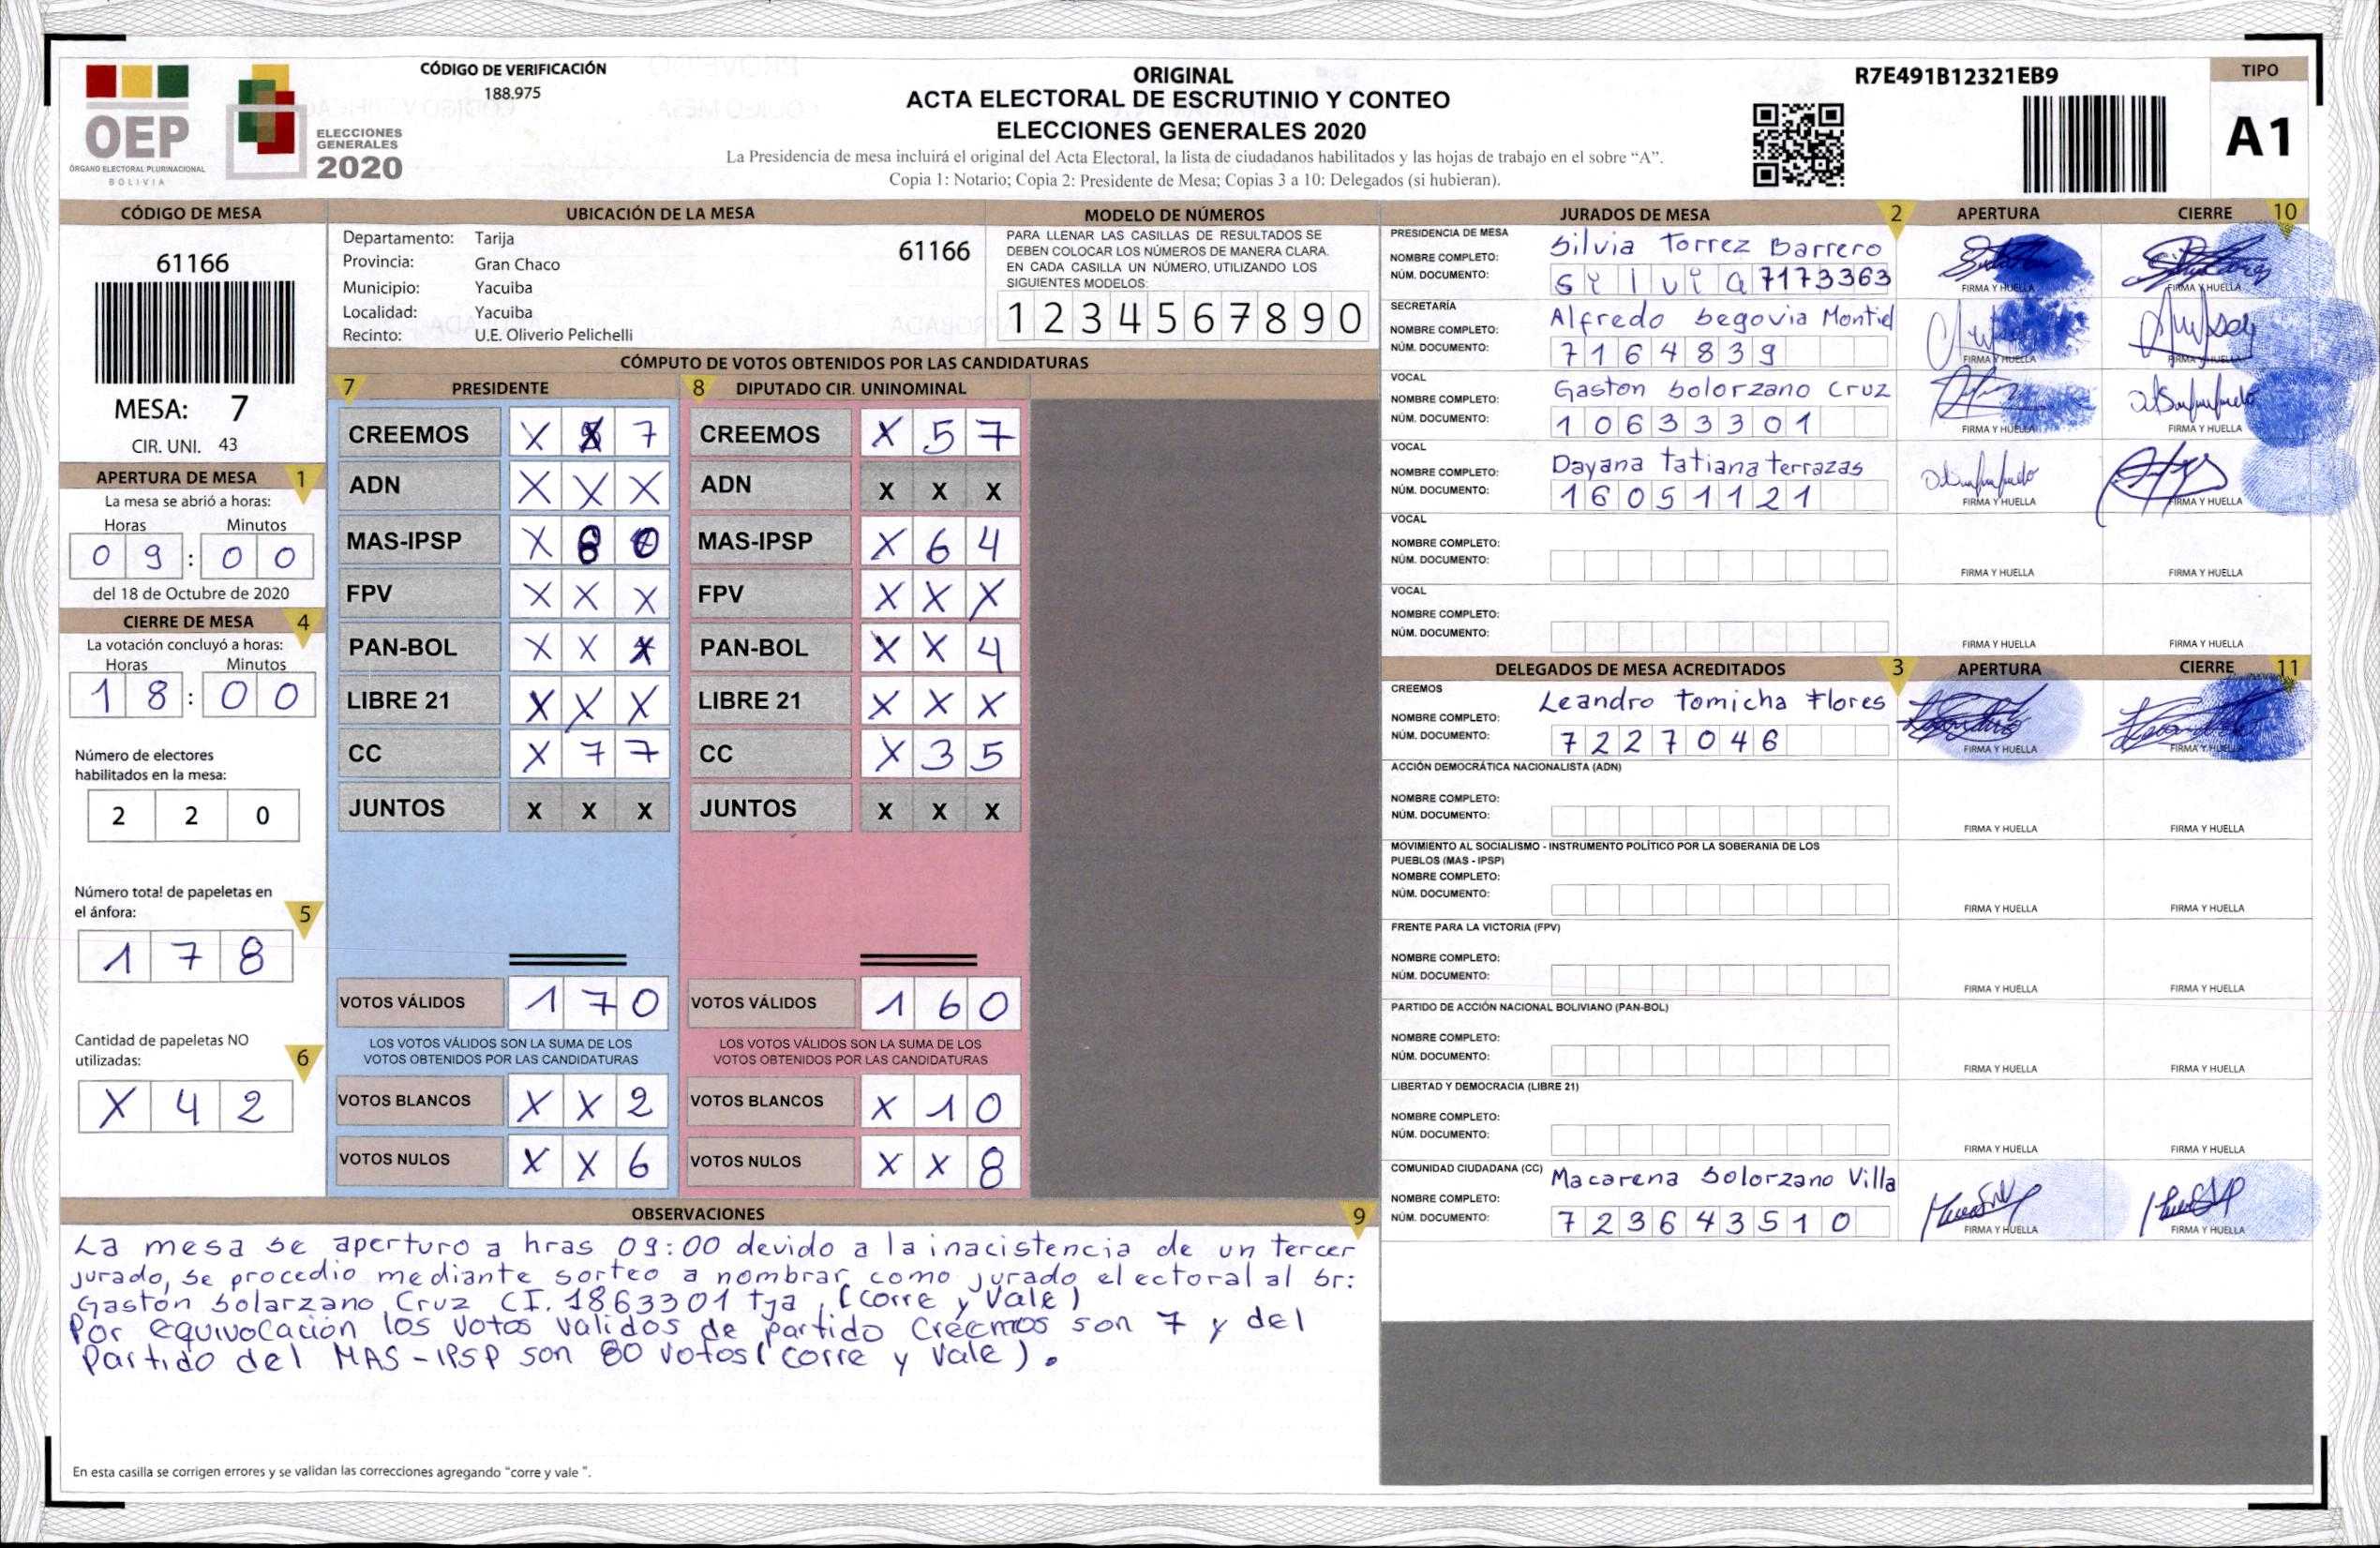 CÓDIGO DE VERIFICACIÓN
188.975
OEP
ÓRGANO ELECTORAL PLURINACIONAL
BOLIVIA
ELECCIONES
GENERALES
2020
ORIGINAL
ACTA ELECTORAL DE ESCRUTINIO Y CONTEO
ELECCIONES GENERALES 2020
La Presidencia de mesa incluirá el original del Acta Electoral, la lista de ciudadanos habilitados y las hojas de trabajo en el sobre “A”.
Copia 1: Notario; Copia 2: Presidente de Mesa; Copias 3 a 10: Delegados (si hubieran).
R7E491B12321EB9
TIPO
A1
CÓDIGO DE MESA
61166
MESA: 7
CIR. UNI. 43
APERTURA DE MESA 1
La mesa se abrió a horas:
Horas Minutos
0 9 : 0 0
del 18 de Octubre de 2020
CIERRE DE MESA 4
La votación concluyó a horas:
Horas Minutos
1 8 : 0 0
Número de electores
habilitados en la mesa:
2 2 0
Número total de papeletas en
el ánfora: 5
1 7 8
Cantidad de papeletas NO
utilizadas: 6
X 4 2
UBICACIÓN DE LA MESA
Departamento: Tarija 61166
Provincia: Gran Chaco
Municipio: Yacuiba
Localidad: Yacuiba
Recinto: U.E. Oliverio Pelichelli
MODELO DE NÚMEROS
PARA LLENAR LAS CASILLAS DE RESULTADOS SE
DEBEN COLOCAR LOS NÚMEROS DE MANERA CLARA.
EN CADA CASILLA UN NÚMERO, UTILIZANDO LOS
SIGUIENTES MODELOS:
1 2 3 4 5 6 7 8 9 0
CÓMPUTO DE VOTOS OBTENIDOS POR LAS CANDIDATURAS
7 PRESIDENTE
CREEMOS X 7
ADN X X X
MAS-IPSP X 8 0
FPV X X X
PAN-BOL X X
LIBRE 21 X X X
CC X 7 7
JUNTOS X X X
VOTOS VÁLIDOS 1 7 0
LOS VOTOS VÁLIDOS SON LA SUMA DE LOS
VOTOS OBTENIDOS POR LAS CANDIDATURAS
VOTOS BLANCOS X X 2
VOTOS NULOS X X 6
8 DIPUTADO CIR. UNINOMINAL
CREEMOS X 5 7
ADN X X X
MAS-IPSP X 6 4
FPV X X X
PAN-BOL X X 4
LIBRE 21 X X X
CC X 3 5
JUNTOS X X X
VOTOS VÁLIDOS 1 6 0
LOS VOTOS VÁLIDOS SON LA SUMA DE LOS
VOTOS OBTENIDOS POR LAS CANDIDATURAS
VOTOS BLANCOS X 1 0
VOTOS NULOS X X 8
OBSERVACIONES 9
La mesa se aperturo a hras 09:00 devido a la inacistencia de un tercer
jurado, se procedio mediante sorteo a nombrar como jurado electoral al Sr:
Gastón Solarzano Cruz CI. 1863301 tja, (corre y Vale)
Por equivocación los Votos validos de partido Creemos son 7 y del
Partido del MAS-IPSP son 80 votos (corre y Vale).
En esta casilla se corrigen errores y se validan las correcciones agregando “corre y vale ”.
JURADOS DE MESA 2 APERTURA CIERRE 10
PRESIDENCIA DE MESA
NOMBRE COMPLETO: Silvia Torrez Barrero
NÚM. DOCUMENTO: S i l v i a 7173363
FIRMA Y HUELLA FIRMA Y HUELLA
SECRETARÍA
NOMBRE COMPLETO: Alfredo Segovia Montiel
NÚM. DOCUMENTO: 7 1 6 4 8 3 9
FIRMA Y HUELLA FIRMA Y HUELLA
VOCAL
NOMBRE COMPLETO: Gaston Solorzano Cruz
NÚM. DOCUMENTO: 1 0 6 3 3 3 0 1
FIRMA Y HUELLA FIRMA Y HUELLA
VOCAL
NOMBRE COMPLETO: Dayana tatiana terrazas
NÚM. DOCUMENTO: 1 6 0 5 1 1 2 1
FIRMA Y HUELLA FIRMA Y HUELLA
VOCAL
NOMBRE COMPLETO:
NÚM. DOCUMENTO:
FIRMA Y HUELLA FIRMA Y HUELLA
VOCAL
NOMBRE COMPLETO:
NÚM. DOCUMENTO:
FIRMA Y HUELLA FIRMA Y HUELLA
DELEGADOS DE MESA ACREDITADOS 3 APERTURA CIERRE 11
CREEMOS
NOMBRE COMPLETO: Leandro Tomicha Flores
NÚM. DOCUMENTO: 7 2 2 7 0 4 6
FIRMA Y HUELLA FIRMA Y HUELLA
ACCIÓN DEMOCRÁTICA NACIONALISTA (ADN)
NOMBRE COMPLETO:
NÚM. DOCUMENTO:
FIRMA Y HUELLA FIRMA Y HUELLA
MOVIMIENTO AL SOCIALISMO - INSTRUMENTO POLÍTICO POR LA SOBERANIA DE LOS
PUEBLOS (MAS - IPSP)
NOMBRE COMPLETO:
NÚM. DOCUMENTO:
FIRMA Y HUELLA FIRMA Y HUELLA
FRENTE PARA LA VICTORIA (FPV)
NOMBRE COMPLETO:
NÚM. DOCUMENTO:
FIRMA Y HUELLA FIRMA Y HUELLA
PARTIDO DE ACCIÓN NACIONAL BOLIVIANO (PAN-BOL)
NOMBRE COMPLETO:
NÚM. DOCUMENTO:
FIRMA Y HUELLA FIRMA Y HUELLA
LIBERTAD Y DEMOCRACIA (LIBRE 21)
NOMBRE COMPLETO:
NÚM. DOCUMENTO:
FIRMA Y HUELLA FIRMA Y HUELLA
COMUNIDAD CIUDADANA (CC)
NOMBRE COMPLETO: Macarena Solorzano Villa
NÚM. DOCUMENTO: 7 2 3 6 4 3 5 1 0
FIRMA Y HUELLA FIRMA Y HUELLA